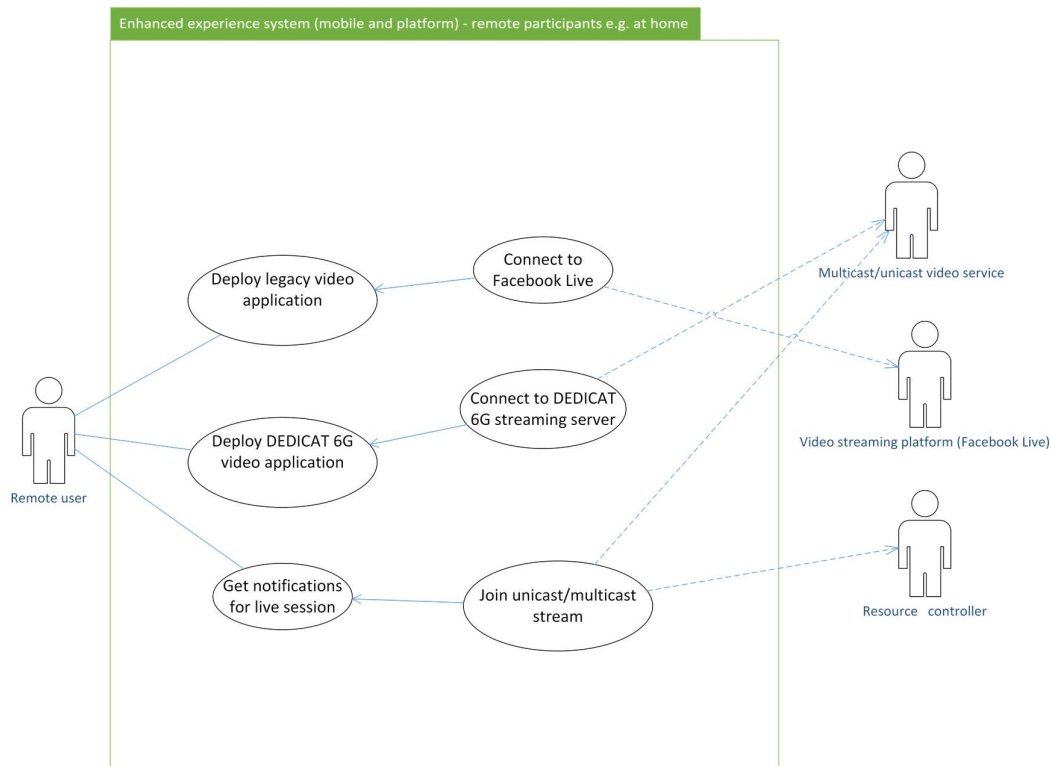 Enhanced experience system (mobile and platform) - remote participants e.g. at home
Multicast/unicast video service
Connect to
Facebook Live
Deploy legacy video
application
Video streaming platform (Facebook Live)
Connect to DEDICAT
6G streaming server
Deploy DEDICAT 6G
video application
Remote user
Get notifications
for live session
Join unicast/multicast
stream
Resource controller